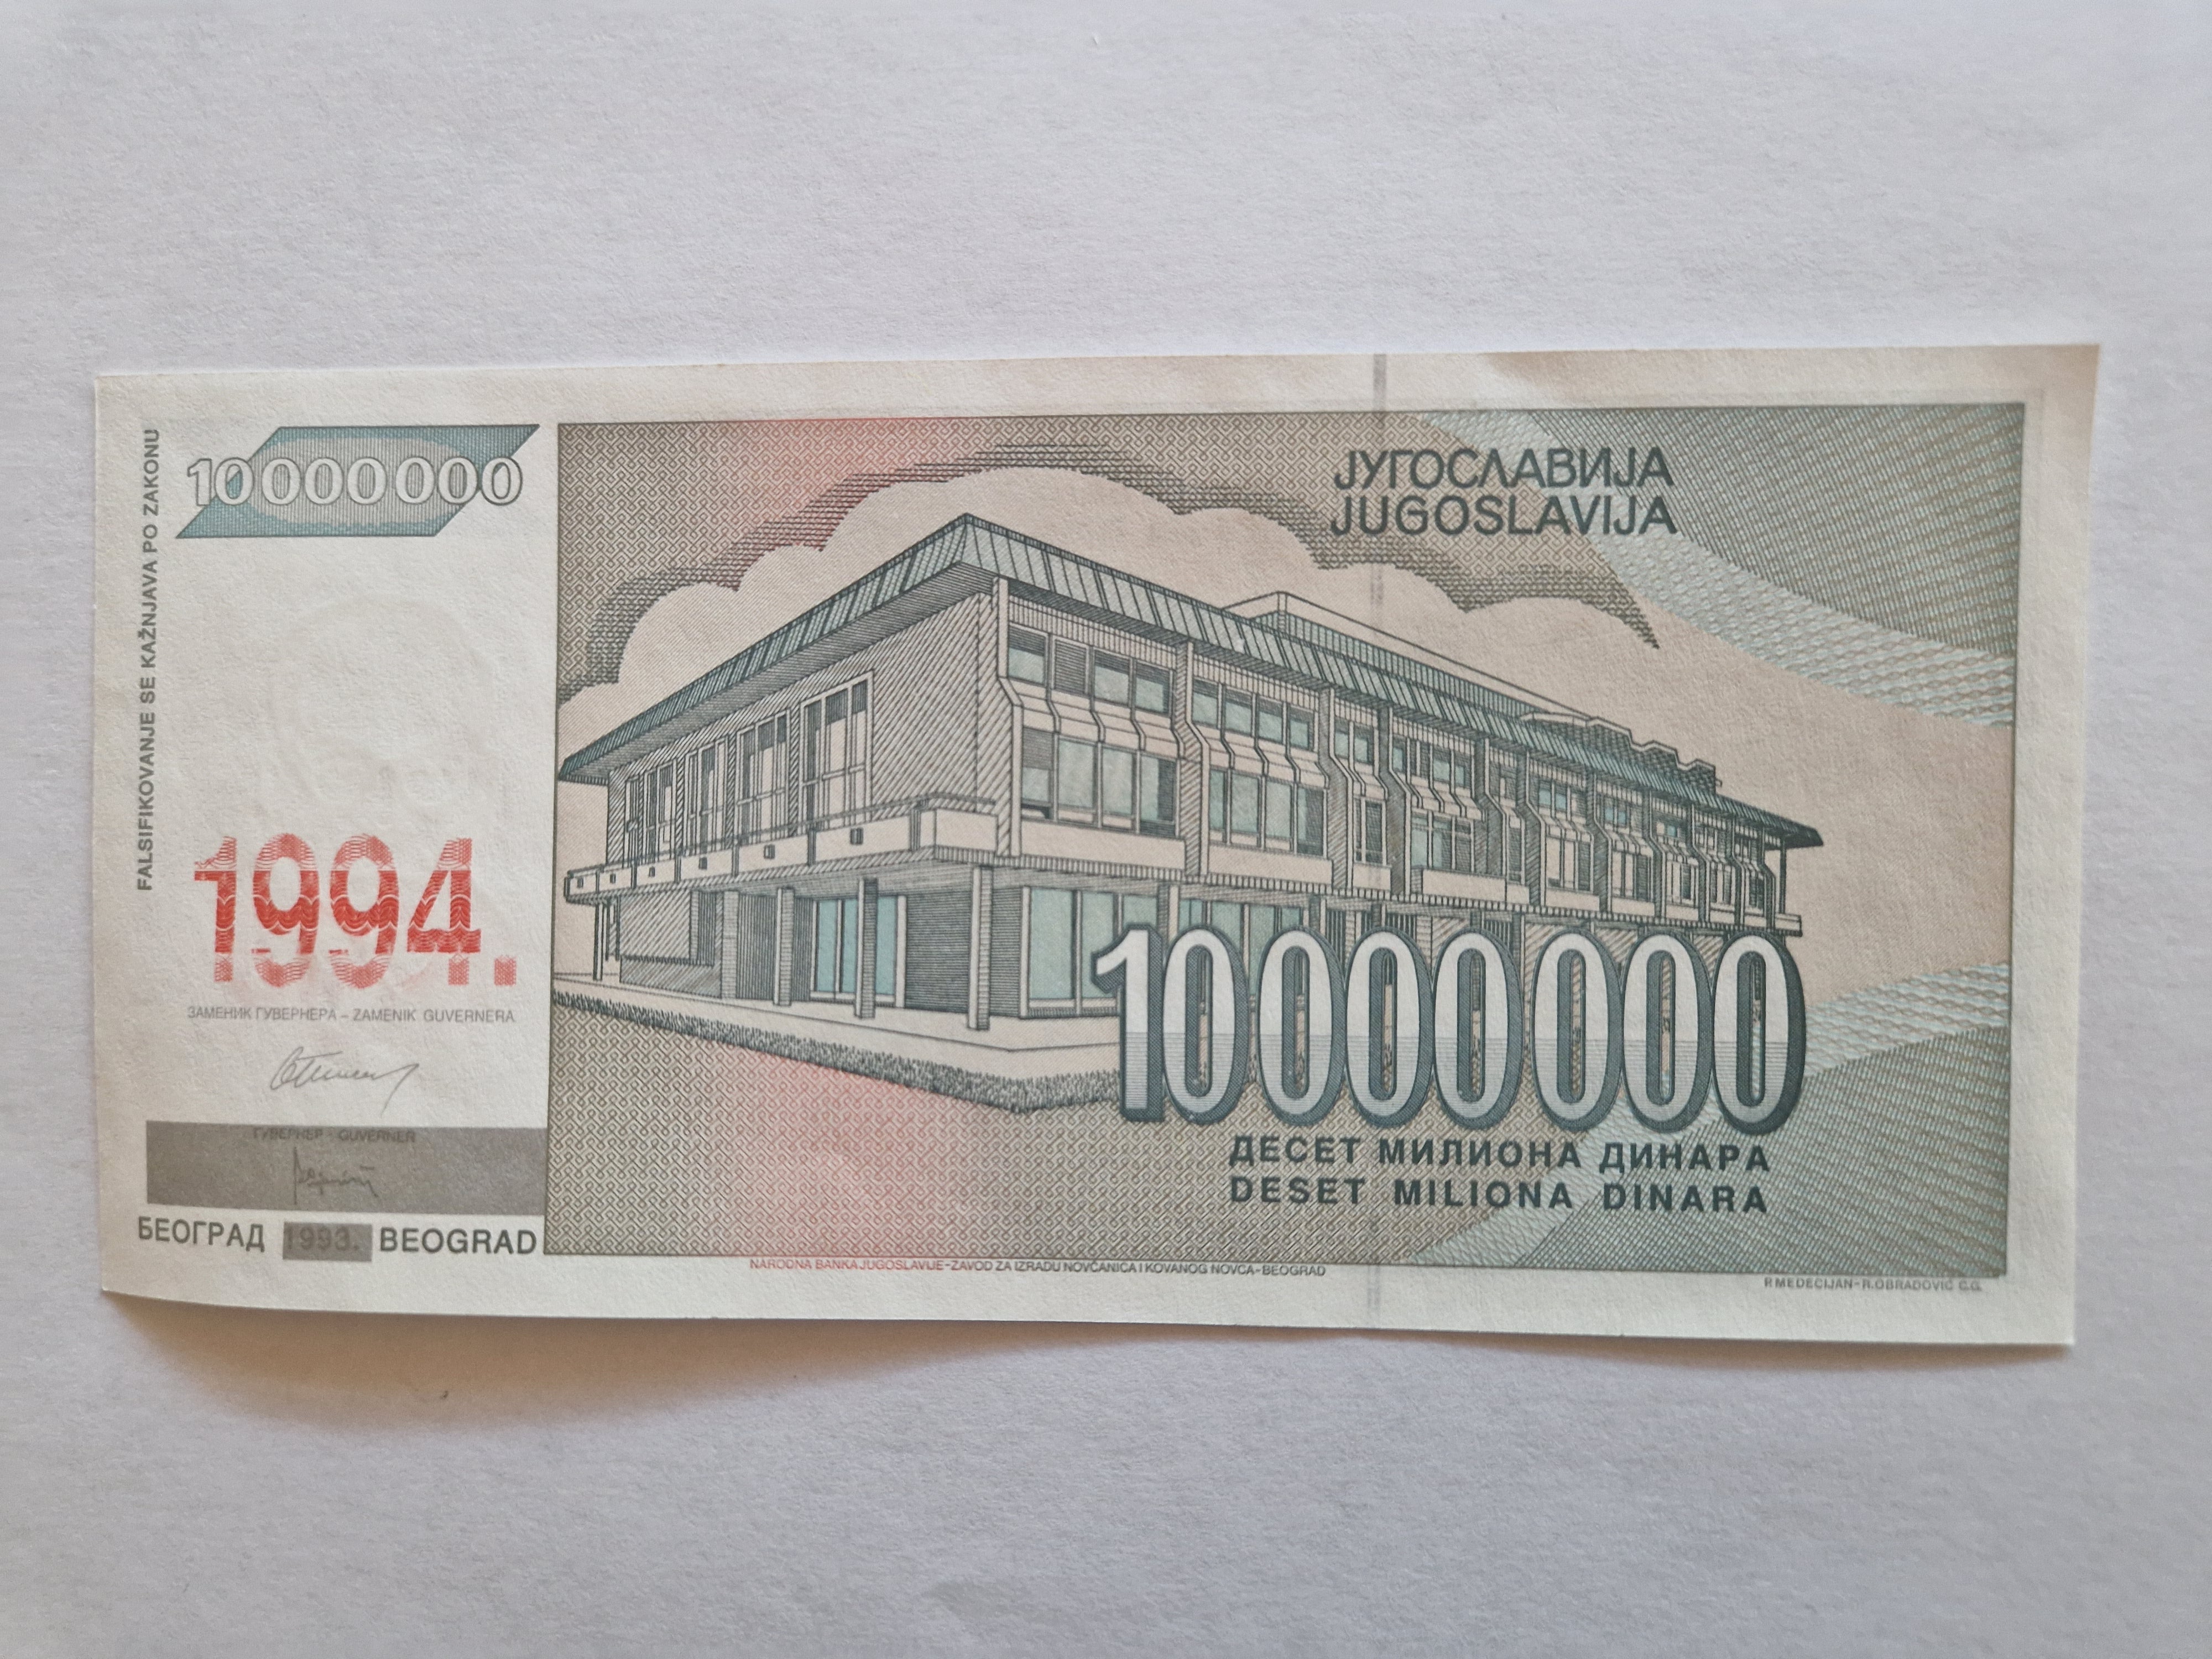 FALSIFIKOVANJE SE KAŽNJAVA PO ZAKONU
10000000
1994.
ЗАМЕНИК ГУВЕРНЕРА – ZAMENIK GUVERNERA
ГУВЕРНЕР - GUVERNER
БЕОГРАД 1993. BEOGRAD
ЈУГОСЛАВИЈА
JUGOSLAVIJA
10000000
ДЕСЕТ МИЛИОНА ДИНАРА
DESET MILIONA DINARA
NARODNA BANKA JUGOSLAVIJE-ZAVOD ZA IZRADU NOVČANICA I KOVANOG NOVCA-BEOGRAD
P. MEDECIJAN-R.OBRADOVIĆ C.G.